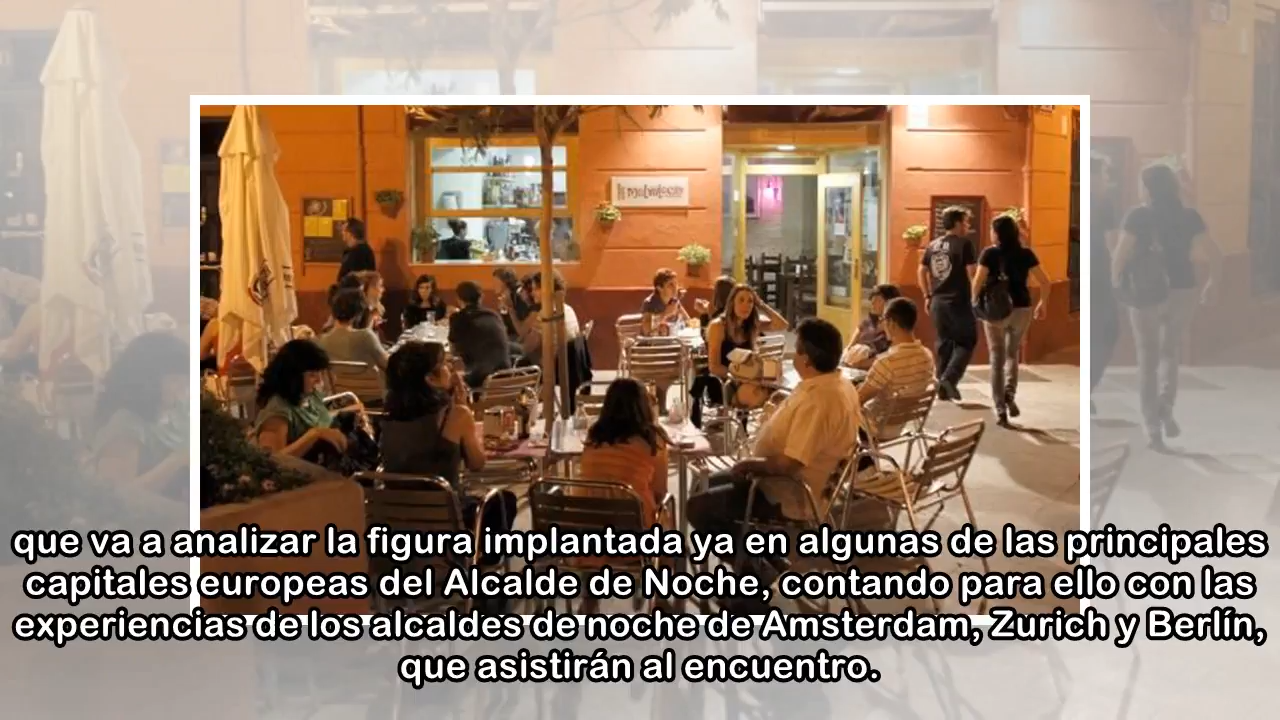 que va a analizar la figura implantada ya en algunas de las principales
capitales europeas del Alcalde de Noche, contando para ello con las
experiencias de los alcaldes de noche de Amsterdam, Zurich y Berlín,
que asistirán al encuentro.